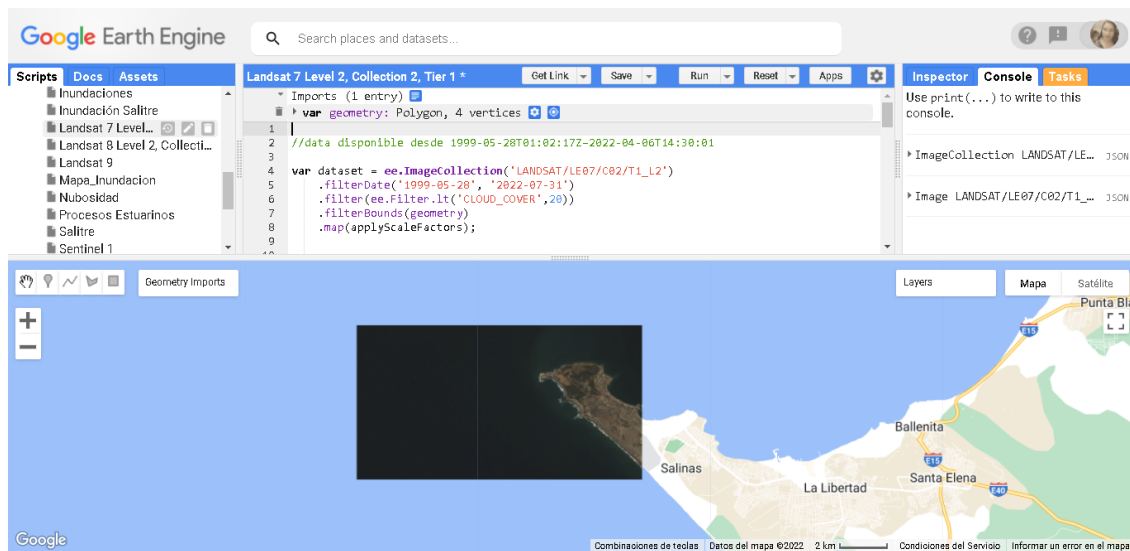 Google Earth Engine
Search places and datasets...
Scripts Docs Assets
Inundaciones
Inundación Salitre
Landsat 7 Level...
Landsat 8 Level 2, Collecti...
Landsat 9
Mapa_Inundacion
Nubosidad
Procesos Estuarinos
Salitre
Sentinel 1
Landsat 7 Level 2, Collection 2, Tier 1 *
Get Link Save Run Reset Apps
Imports (1 entry)
var geometry: Polygon, 4 vertices
1
2 //data disponible desde 1999-05-28T01:02:17Z–2022-04-06T14:30:01
3
4 var dataset = ee.ImageCollection('LANDSAT/LE07/C02/T1_L2')
5 .filterDate('1999-05-28', '2022-07-31')
6 .filter(ee.Filter.lt('CLOUD_COVER',20))
7 .filterBounds(geometry)
8 .map(applyScaleFactors);
9
10
Inspector Console Tasks
Use print(...) to write to this
console.
ImageCollection LANDSAT/LE... JSON
Image LANDSAT/LE07/C02/T1_... JSON
Geometry Imports
Layers
Mapa Satélite
+
−
Punta Bla
E15
Ballenita
E15
Salinas
Santa Elena
La Libertad
E40
Google
Combinaciones de teclas Datos del mapa ©2022 2 km Condiciones del Servicio Informar un error en el mapa